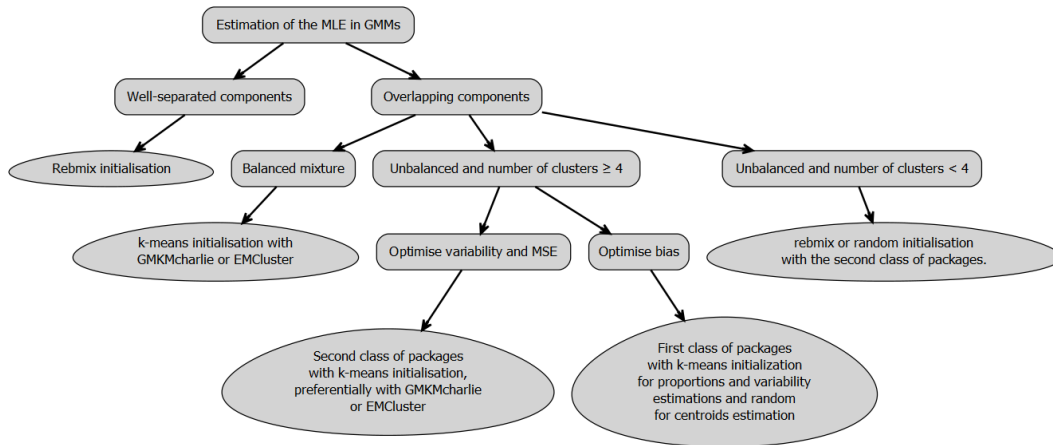 Estimation of the MLE in GMMs
Well-separated components
Overlapping components
Rebmix initialisation
Balanced mixture
Unbalanced and number of clusters ≥ 4
Unbalanced and number of clusters < 4
k-means initialisation with
GMKMcharlie or EMCluster
Optimise variability and MSE
Optimise bias
rebmix or random initialisation
with the second class of packages.
Second class of packages
with k-means initialisation,
preferentially with GMKMcharlie
or EMCluster
First class of packages
with k-means initialization
for proportions and variability
estimations and random
for centroids estimation